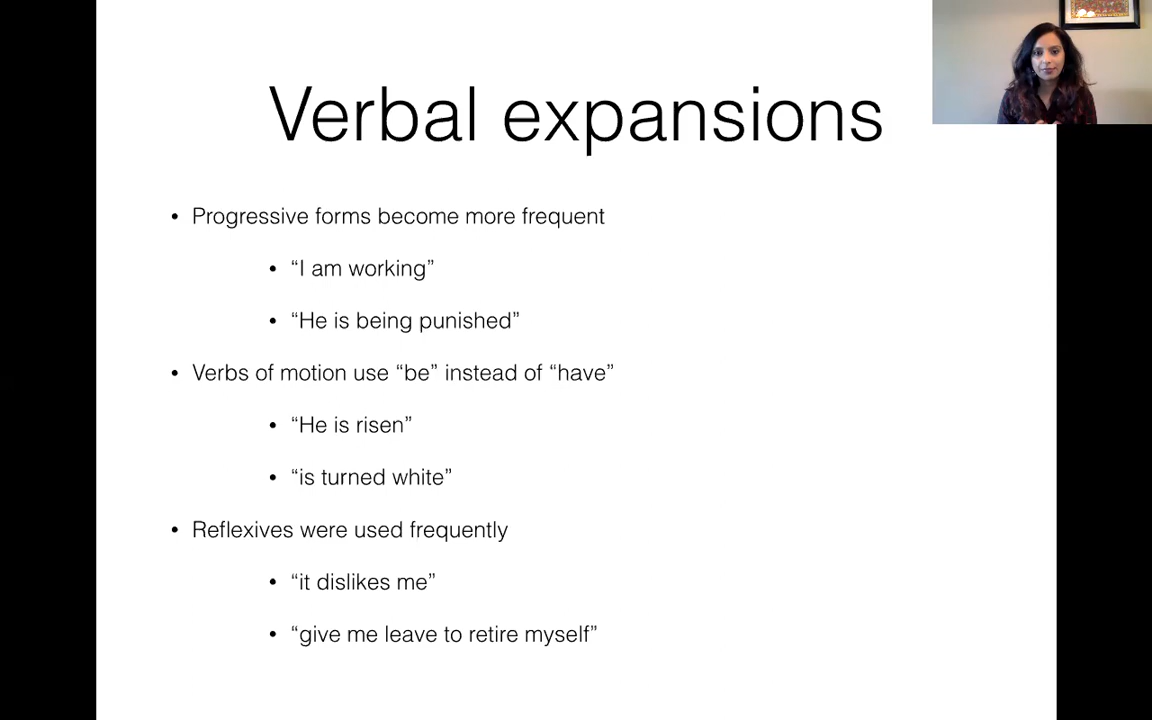 Verbal expansions
• Progressive forms become more frequent
• “I am working”
• “He is being punished”
• Verbs of motion use “be” instead of “have”
• “He is risen”
• “is turned white”
• Reflexives were used frequently
• “it dislikes me”
• “give me leave to retire myself”